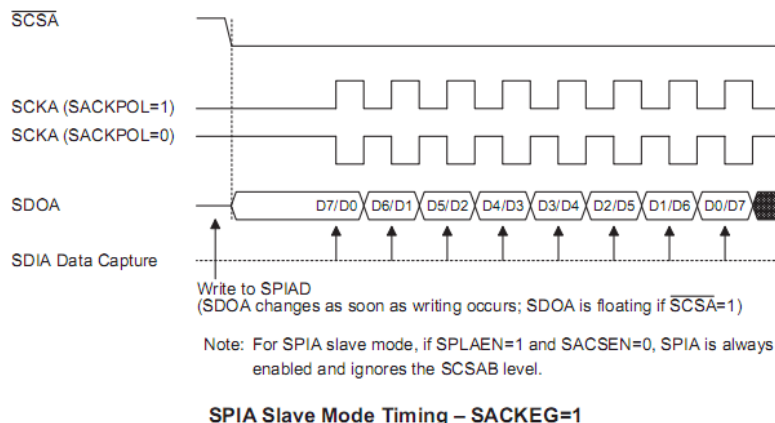 SCSA
SCKA (SACKPOL=1)
SCKA (SACKPOL=0)
SDOA D7/D0 D6/D1 D5/D2 D4/D3 D3/D4 D2/D5 D1/D6 D0/D7
SDIA Data Capture
Write to SPIAD
(SDOA changes as soon as writing occurs; SDOA is floating if SCSA=1)
Note: For SPIA slave mode, if SPLAEN=1 and SACSEN=0, SPIA is always
enabled and ignores the SCSAB level.
SPIA Slave Mode Timing – SACKEG=1